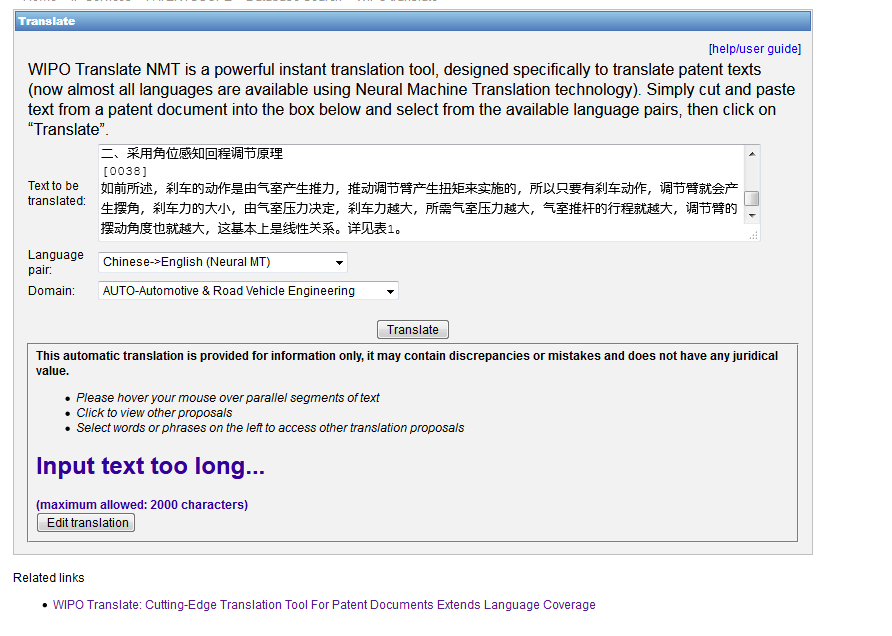 Translate
[help/user guide]
WIPO Translate NMT is a powerful instant translation tool, designed specifically to translate patent texts
(now almost all languages are available using Neural Machine Translation technology). Simply cut and paste
text from a patent document into the box below and select from the available language pairs, then click on
“Translate”.
Text to be
translated:
二、采用角位感知回程调节原理
[0038]
如前所述，刹车的动作是由气室产生推力，推动调节臂产生扭矩来实施的，所以只要有刹车动作，调节臂就会产
生摆角，刹车力的大小，由气室压力决定，刹车力越大，所需气室压力越大，气室推杆的行程就越大，调节臂的
摆动角度也就越大，这基本上是线性关系。详见表1。
Language
pair:
Chinese->English (Neural MT)
Domain:
AUTO-Automotive & Road Vehicle Engineering
Translate
This automatic translation is provided for information only, it may contain discrepancies or mistakes and does not have any juridical
value.
Please hover your mouse over parallel segments of text
Click to view other proposals
Select words or phrases on the left to access other translation proposals
Input text too long...
(maximum allowed: 2000 characters)
Edit translation
Related links
WIPO Translate: Cutting-Edge Translation Tool For Patent Documents Extends Language Coverage